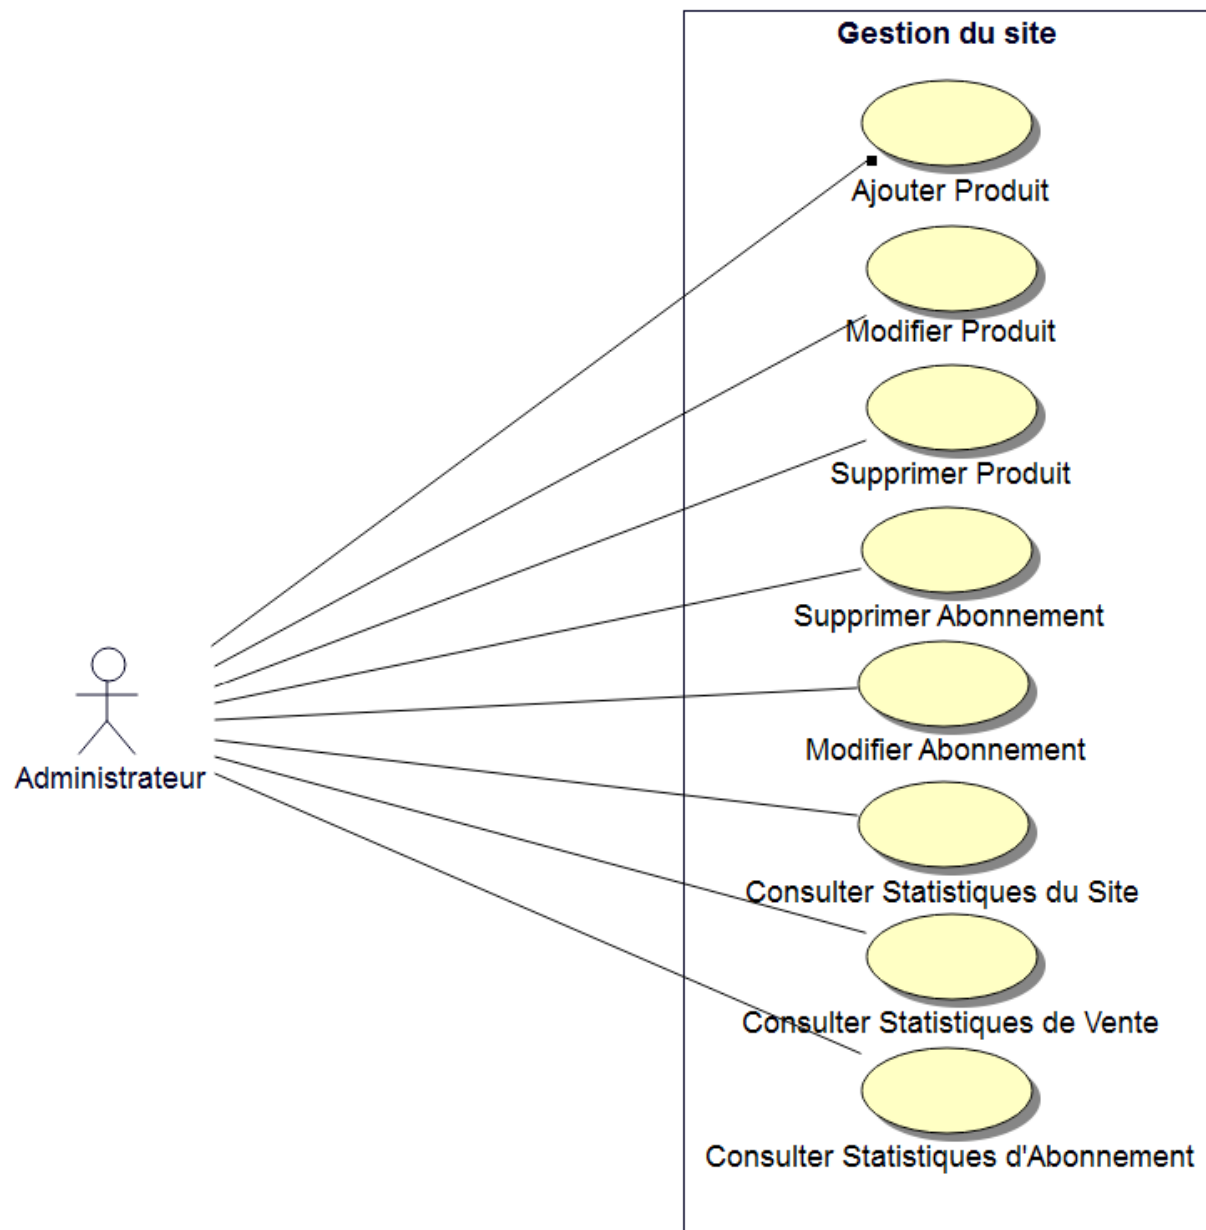 Gestion du site
Ajouter Produit
Modifier Produit
Supprimer Produit
Supprimer Abonnement
Administrateur
Modifier Abonnement
Consulter Statistiques du Site
Consulter Statistiques de Vente
Consulter Statistiques d'Abonnement